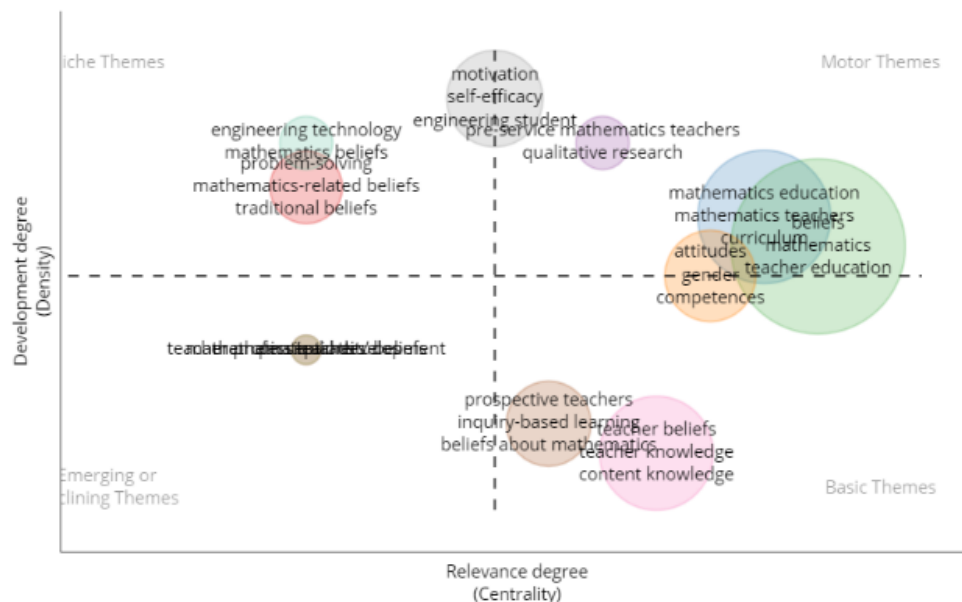 iche Themes
Motor Themes
motivation
self-efficacy
engineering student
engineering technology
mathematics beliefs
pre-service mathematics teachers
qualitative research
problem-solving
mathematics-related beliefs
traditional beliefs
mathematics education
mathematics teachers
curriculum
beliefs
mathematics
teacher education
attitudes
gender
competences
Development degree
(Density)
prospective teachers
inquiry-based learning
beliefs about mathematics
teacher beliefs
teacher knowledge
content knowledge
Emerging or
clining Themes
Basic Themes
Relevance degree
(Centrality)